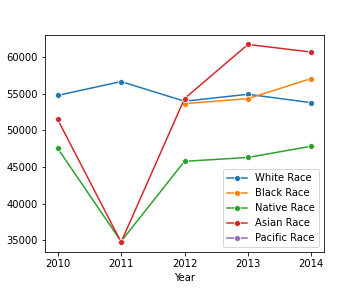 60000
55000
50000
45000
40000
35000
2010 2011 2012 2013 2014
Year
White Race
Black Race
Native Race
Asian Race
Pacific Race